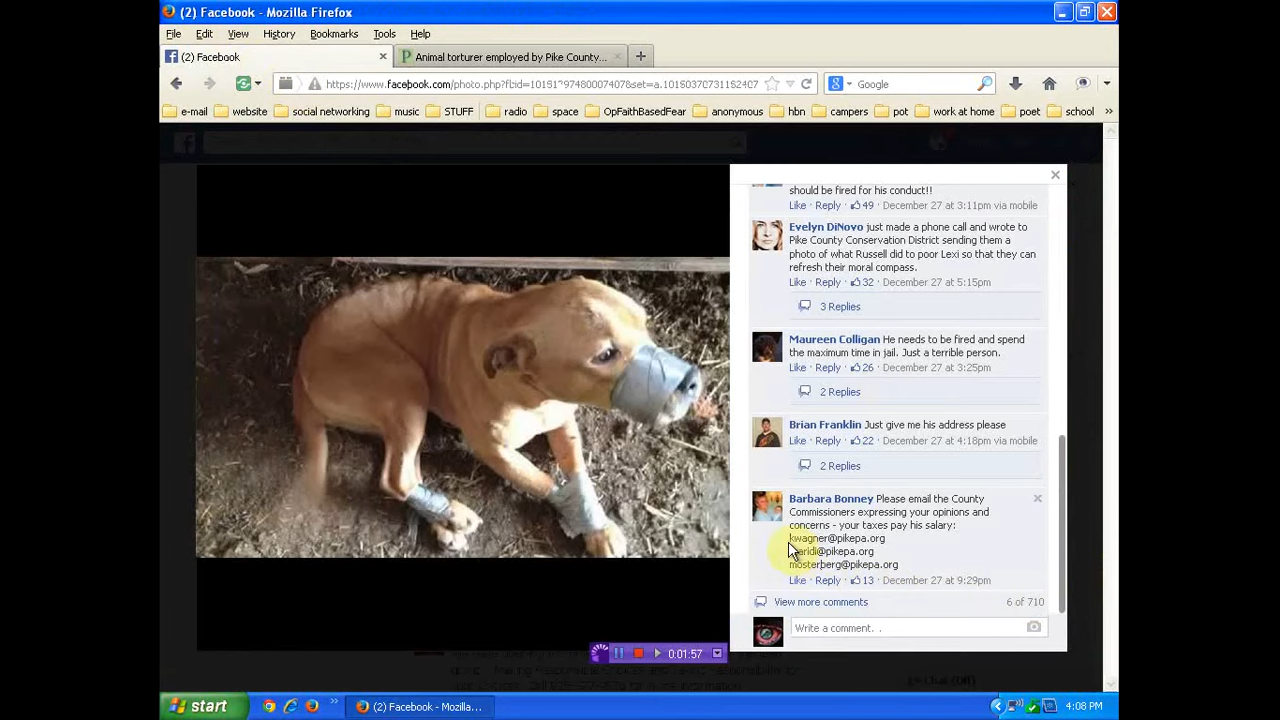 (2) Facebook - Mozilla Firefox
File Edit View History Bookmarks Tools Help
(2) Facebook
Animal torturer employed by Pike County...
Google
e-mail website social networking music STUFF radio space OpFaithBasedFear anonymous hbn campers pot work at home poet school »
should be fired for his conduct!!
Like · Reply · 49 · December 27 at 3:11pm via mobile
Evelyn DiNovo just made a phone call and wrote to
Pike County Conservation District sending them a
photo of what Russell did to poor Lexi so that they can
refresh their moral compass.
Like · Reply · 32 · December 27 at 5:15pm
3 Replies
Maureen Colligan He needs to be fired and spend
the maximum time in jail. Just a terrible person.
Like · Reply · 26 · December 27 at 3:25pm
2 Replies
Brian Franklin Just give me his address please
Like · Reply · 22 · December 27 at 4:18pm via mobile
2 Replies
Barbara Bonney Please email the County
Commissioners expressing your opinions and
concerns - your taxes pay his salary:
kwagner@pikepa.org
@pikepa.org
mosterberg@pikepa.org
Like · Reply · 13 · December 27 at 9:29pm
View more comments 6 of 710
Write a comment. .
0:01:57
start
(2) Facebook - Mozilla...
4:08 PM